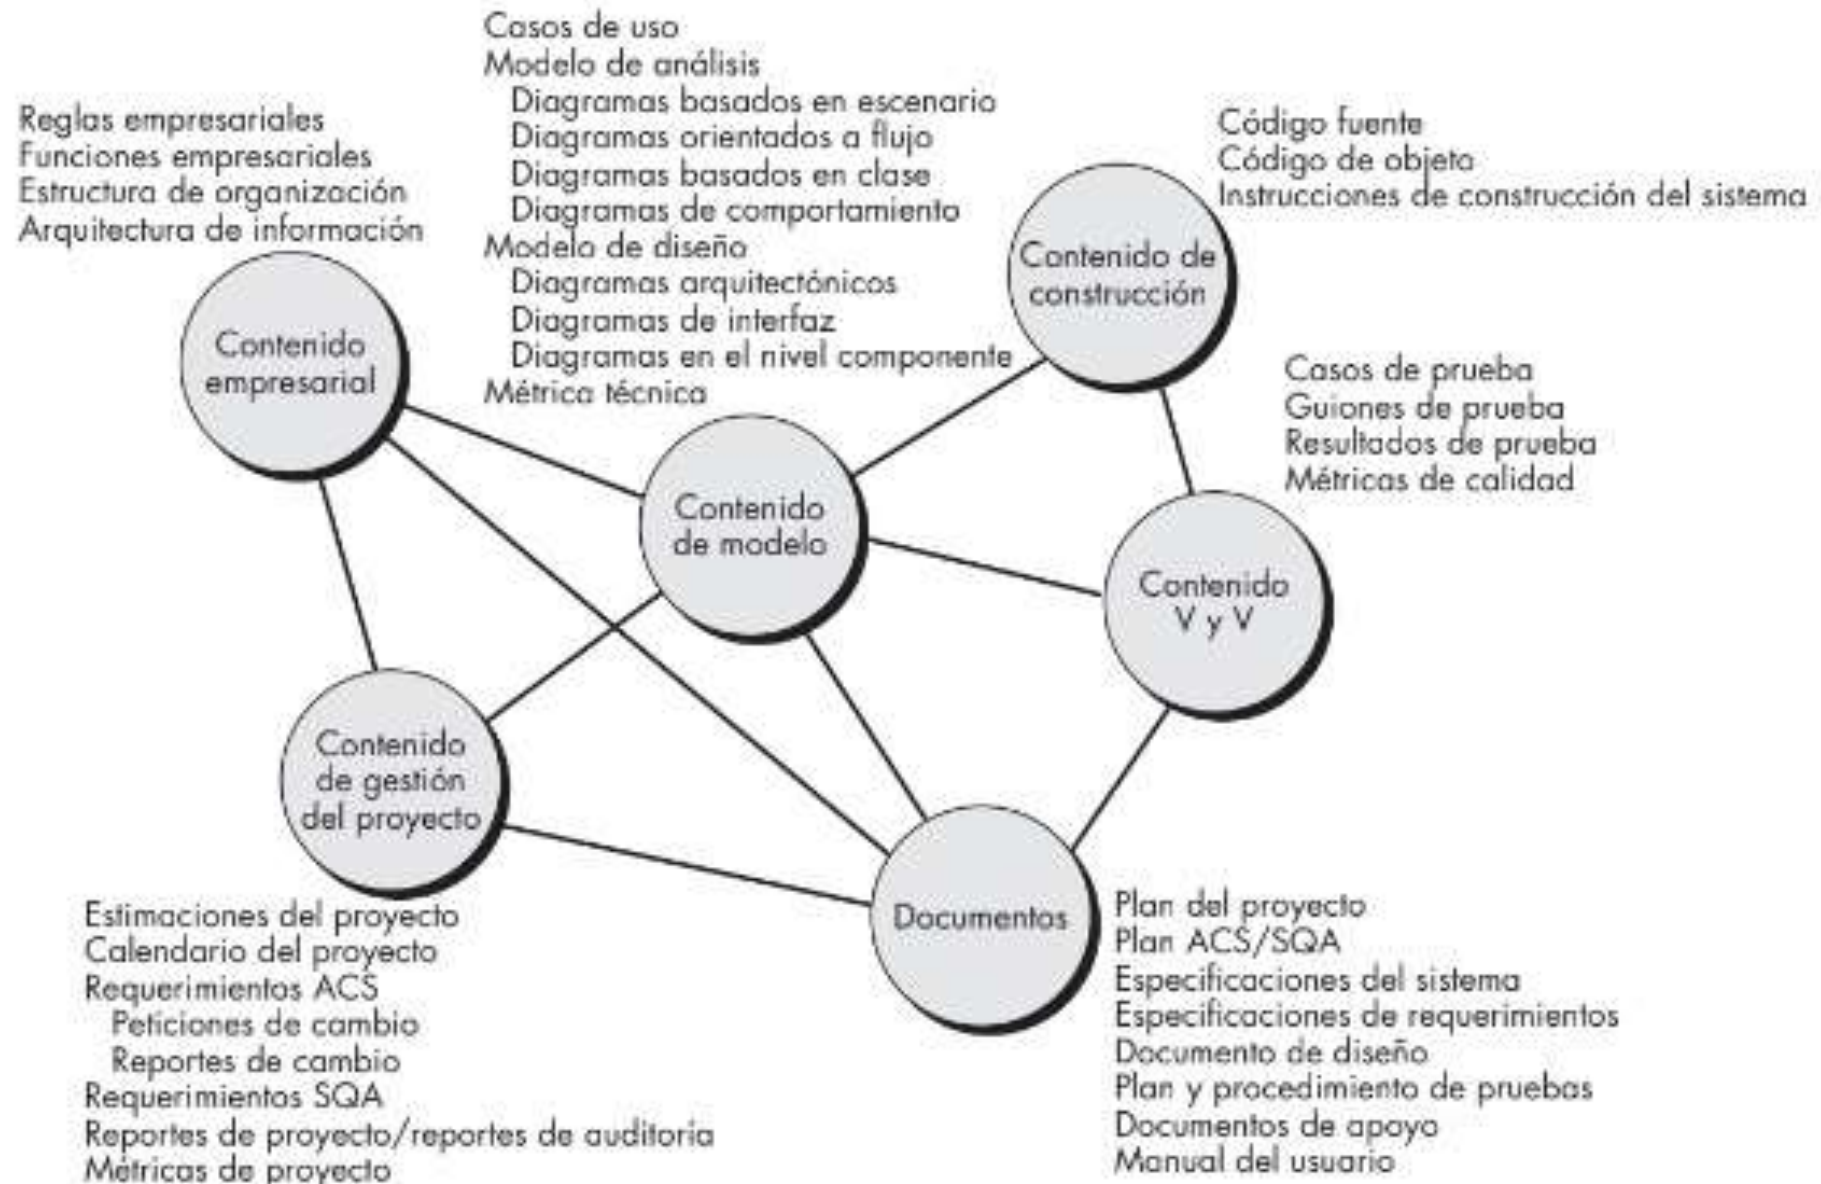 Casos de uso
Modelo de análisis
Diagramas basados en escenario
Diagramas orientados a flujo
Diagramas basados en clase
Diagramas de comportamiento
Modelo de diseño
Diagramas arquitectónicos
Diagramas de interfaz
Diagramas en el nivel componente
Métrica técnica
Reglas empresariales
Funciones empresariales
Estructura de organización
Arquitectura de información
Código fuente
Código de objeto
Instrucciones de construcción del sistema
Contenido de
construcción
Contenido
empresarial
Casos de prueba
Guiones de prueba
Resultados de prueba
Métricas de calidad
Contenido
de modelo
Contenido
V y V
Contenido
de gestión
del proyecto
Documentos
Estimaciones del proyecto
Calendario del proyecto
Requerimientos ACS
Peticiones de cambio
Reportes de cambio
Requerimientos SQA
Reportes de proyecto/reportes de auditoría
Métricas de proyecto
Plan del proyecto
Plan ACS/SQA
Especificaciones del sistema
Especificaciones de requerimientos
Documento de diseño
Plan y procedimiento de pruebas
Documentos de apoyo
Manual del usuario